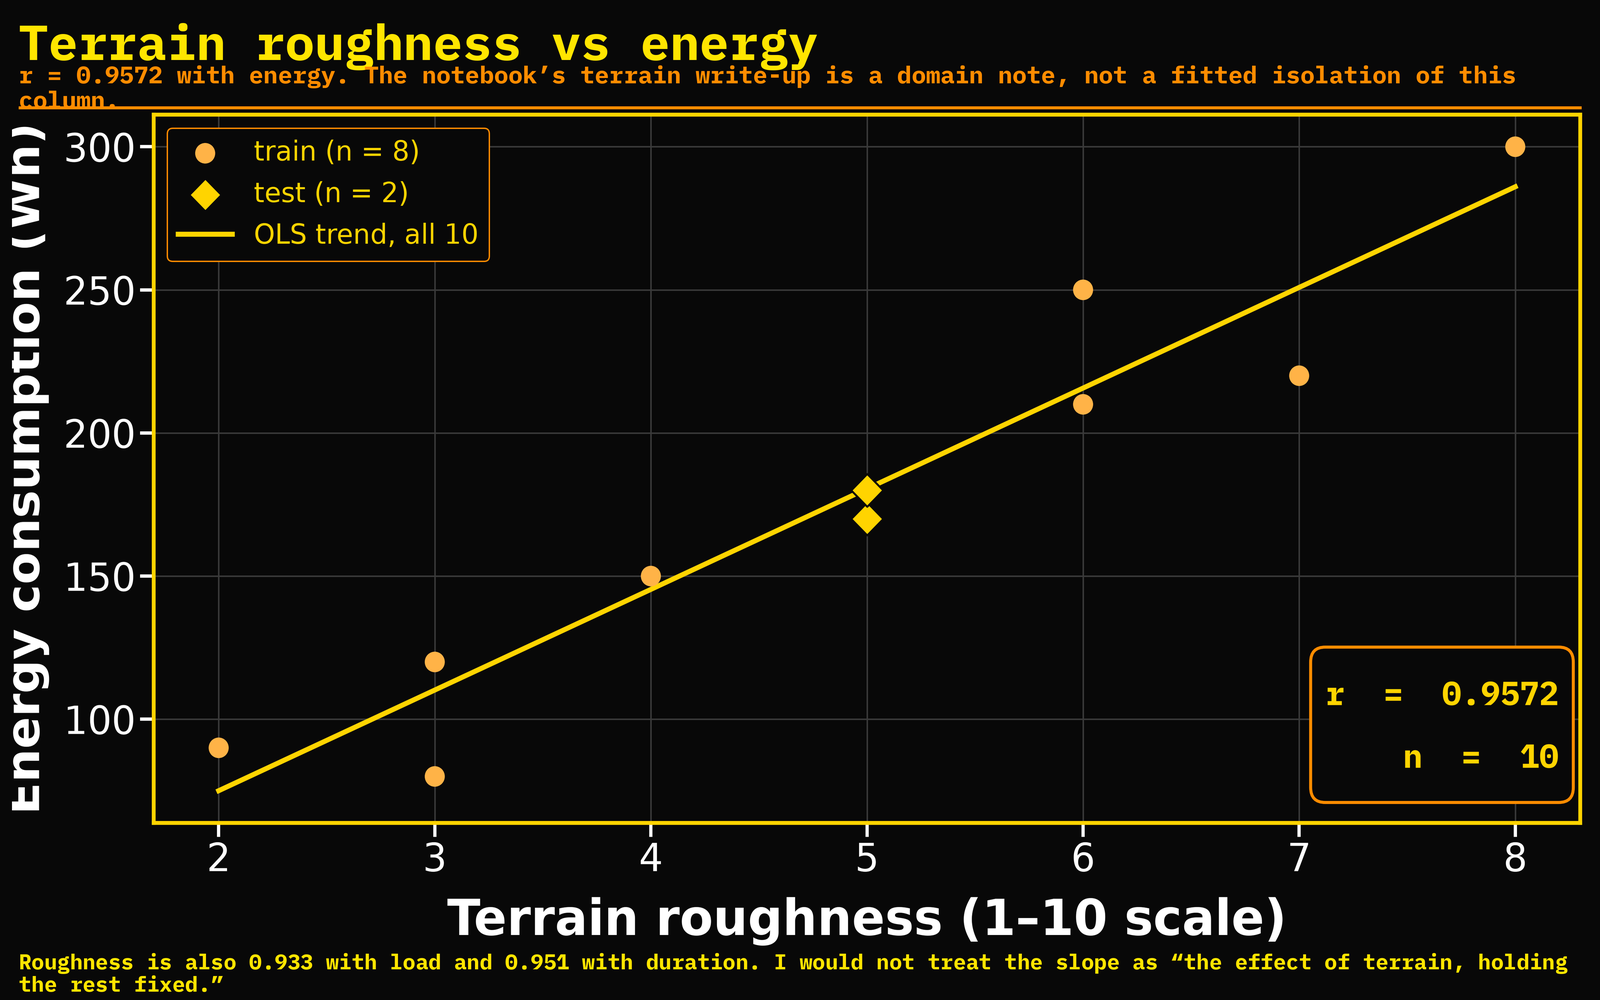 Terrain roughness vs energy
r = 0.9572 with energy. The notebook’s terrain write-up is a domain note, not a fitted isolation of this
column.
Energy consumption (Wh)
300
250
200
150
100
train (n = 8)
test (n = 2)
OLS trend, all 10
r = 0.9572
n = 10
2 3 4 5 6 7 8
Terrain roughness (1–10 scale)
Roughness is also 0.933 with load and 0.951 with duration. I would not treat the slope as “the effect of terrain, holding
the rest fixed.”